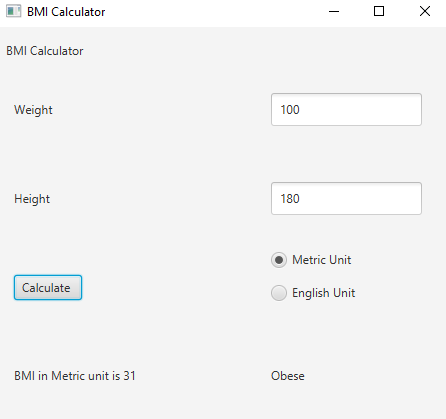 BMI Calculator
BMI Calculator
Weight 100
Height 180
Metric Unit
Calculate
English Unit
BMI in Metric unit is 31 Obese